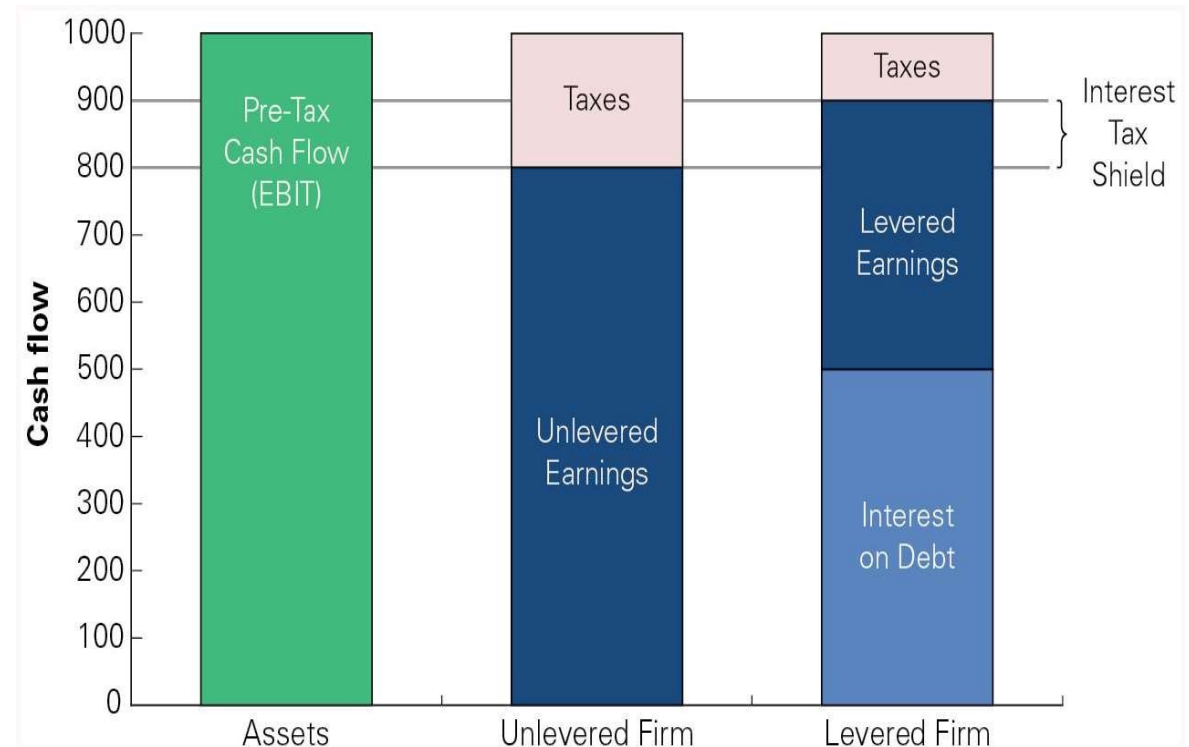 1000
900
800
700
600
500
400
300
200
100
0
Cash flow
Pre-Tax
Cash Flow
(EBIT)
Taxes
Unlevered
Earnings
Taxes
Levered
Earnings
Interest
on Debt
Interest
Tax
Shield
Assets
Unlevered Firm
Levered Firm